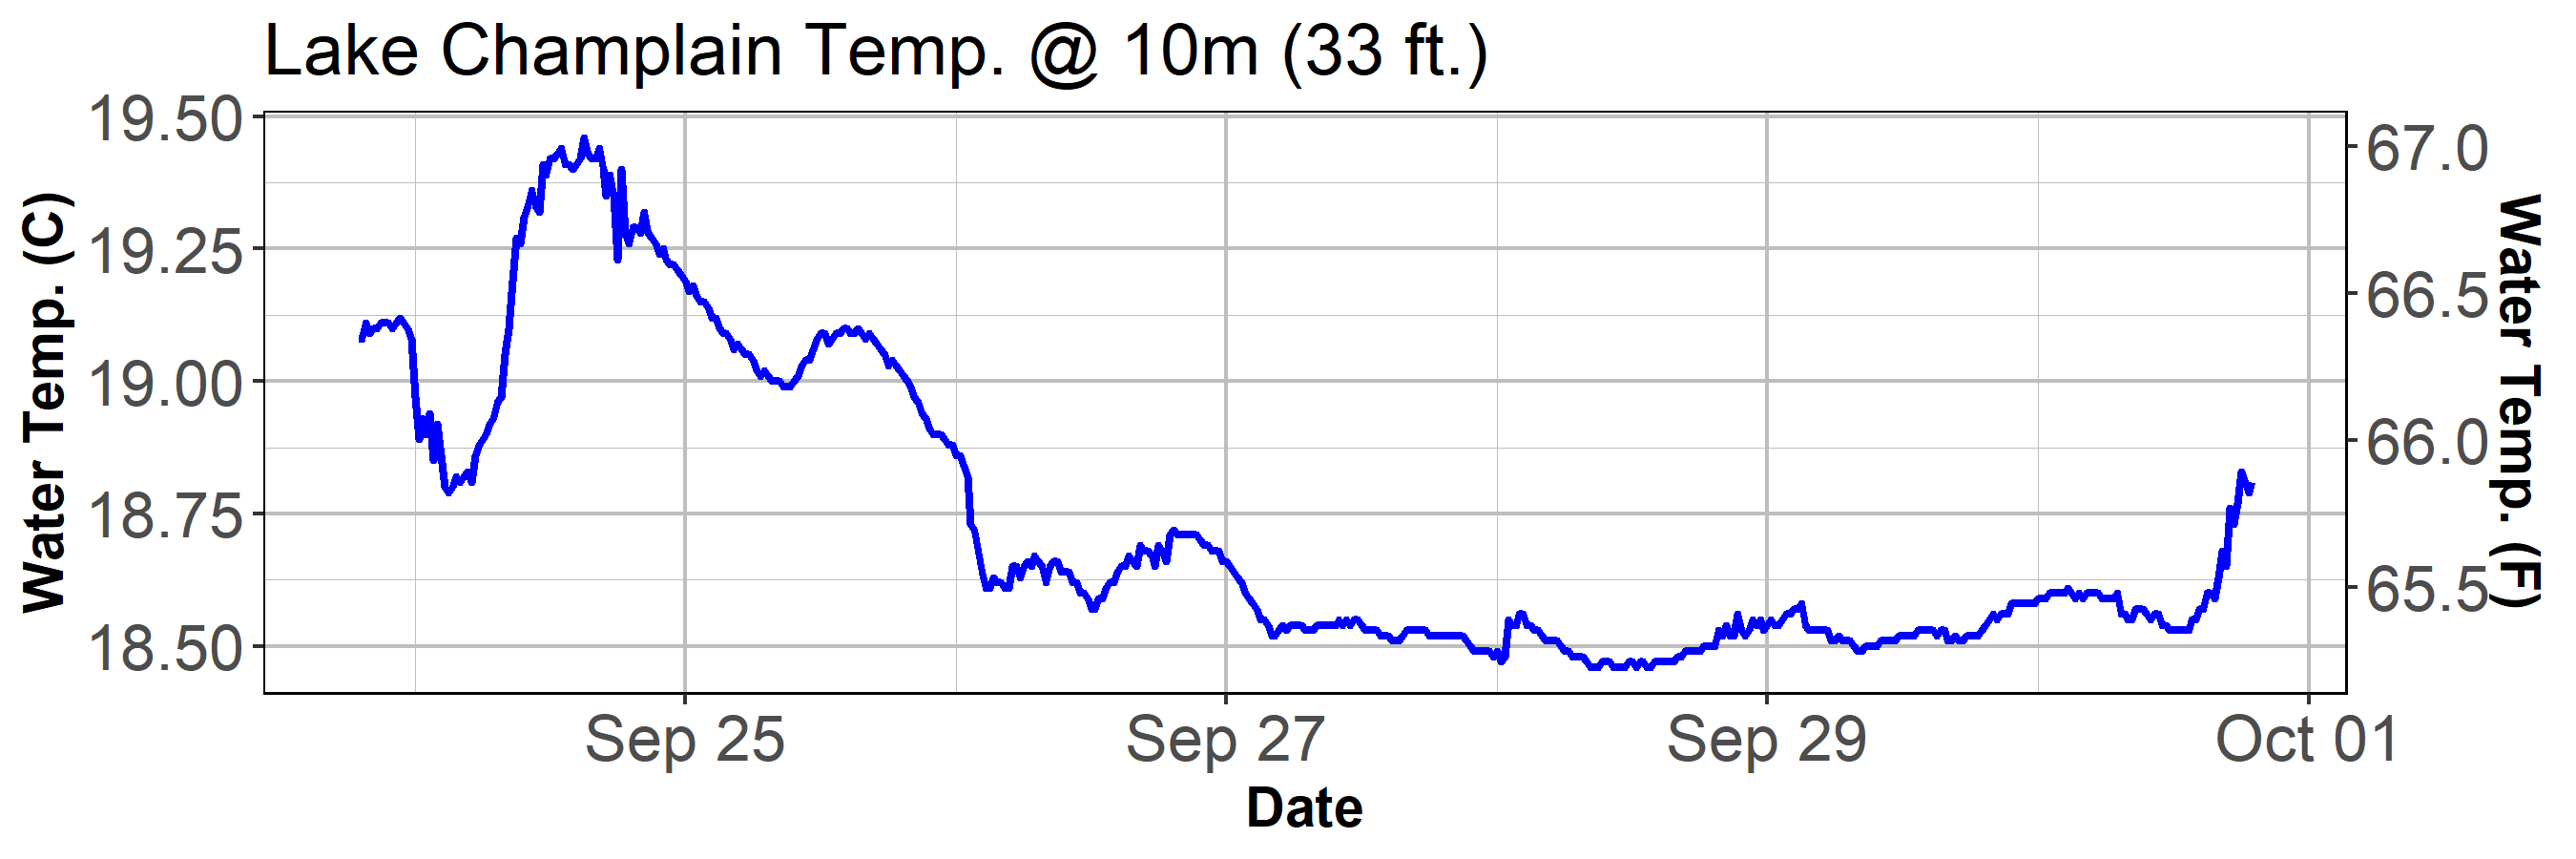 Lake Champlain Temp. @ 10m (33 ft.)
Water Temp. (C)
19.50
19.25
19.00
18.75
18.50
67.0
66.5
66.0
65.5
Water Temp. (F)
Sep 25 Sep 27 Sep 29 Oct 01
Date